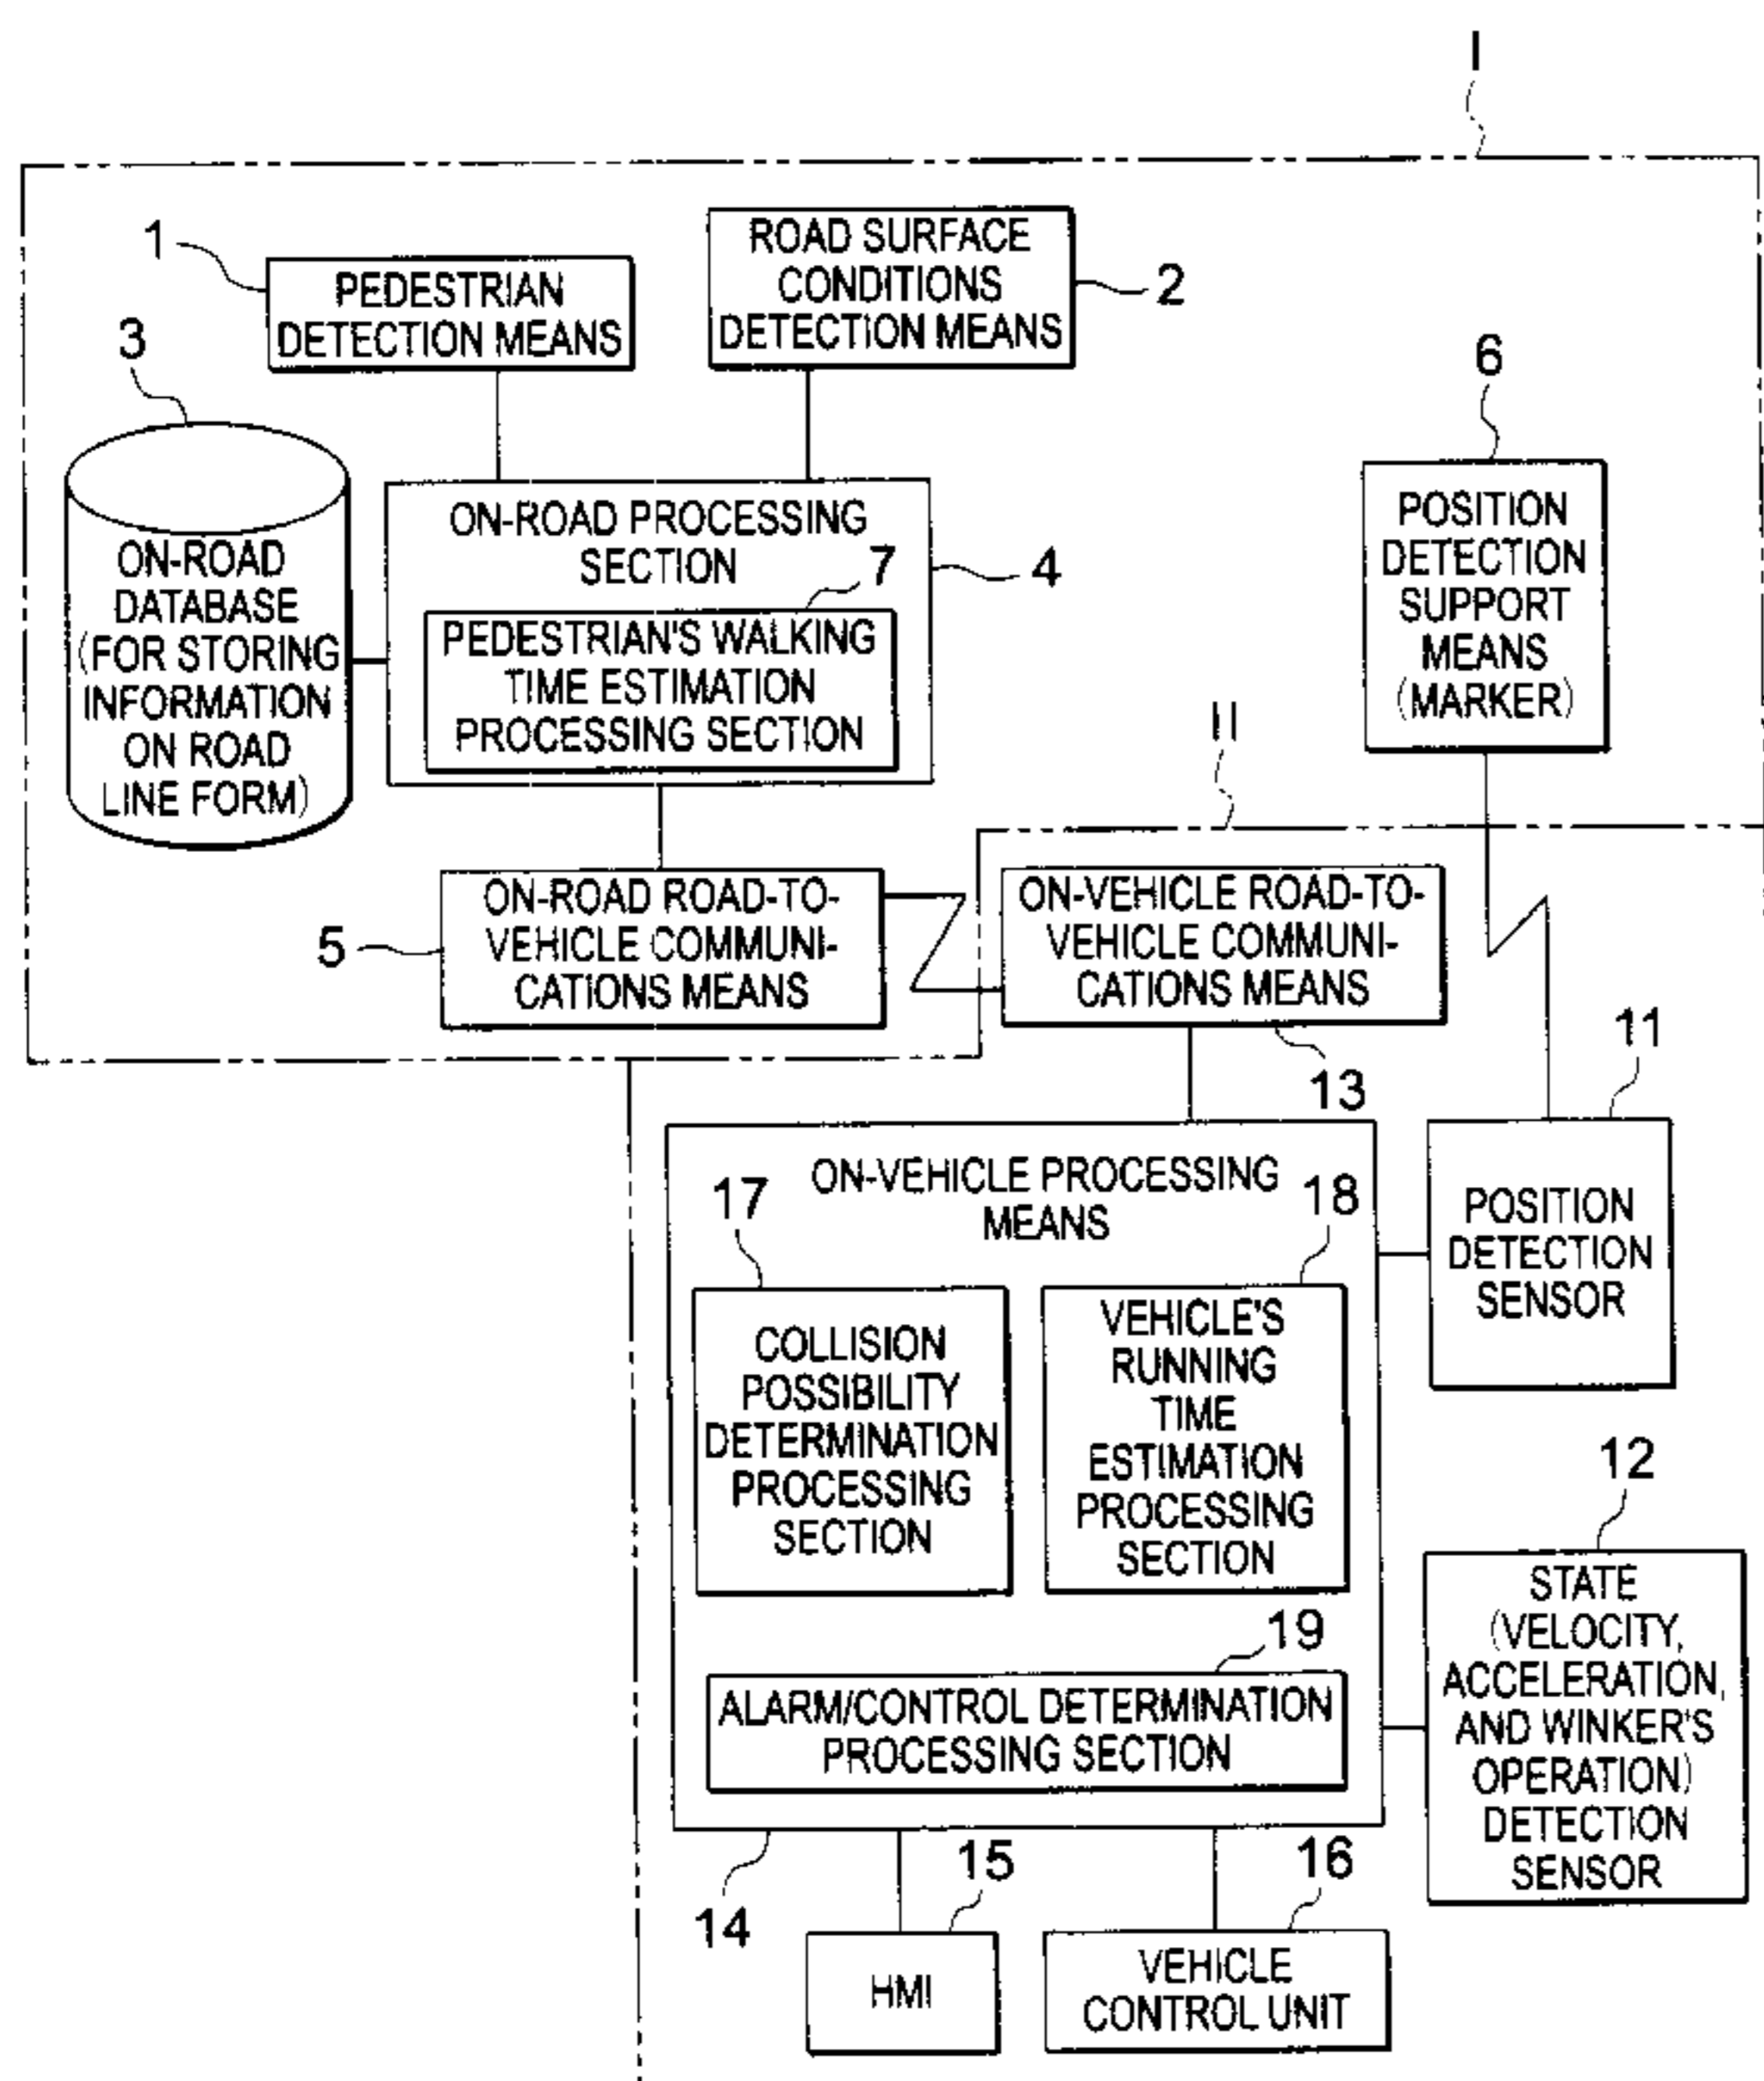 I
1
PEDESTRIAN
DETECTION MEANS
ROAD SURFACE
CONDITIONS
DETECTION MEANS
2
3
ON-ROAD
DATABASE
(FOR STORING
INFORMATION
ON ROAD
LINE FORM)
ON-ROAD PROCESSING
SECTION
7
4
PEDESTRIAN'S WALKING
TIME ESTIMATION
PROCESSING SECTION
6
POSITION
DETECTION
SUPPORT
MEANS
(MARKER)
II
5
ON-ROAD ROAD-TO-
VEHICLE COMMUNI-
CATIONS MEANS
ON-VEHICLE ROAD-TO-
VEHICLE COMMUNI-
CATIONS MEANS
13
11
POSITION
DETECTION
SENSOR
ON-VEHICLE PROCESSING
MEANS
17
COLLISION
POSSIBILITY
DETERMINATION
PROCESSING
SECTION
18
VEHICLE'S
RUNNING
TIME
ESTIMATION
PROCESSING
SECTION
12
STATE
(VELOCITY,
ACCELERATION,
AND WINKER'S
OPERATION)
DETECTION
SENSOR
19
ALARM/CONTROL DETERMINATION
PROCESSING SECTION
14
15
HMI
16
VEHICLE
CONTROL UNIT